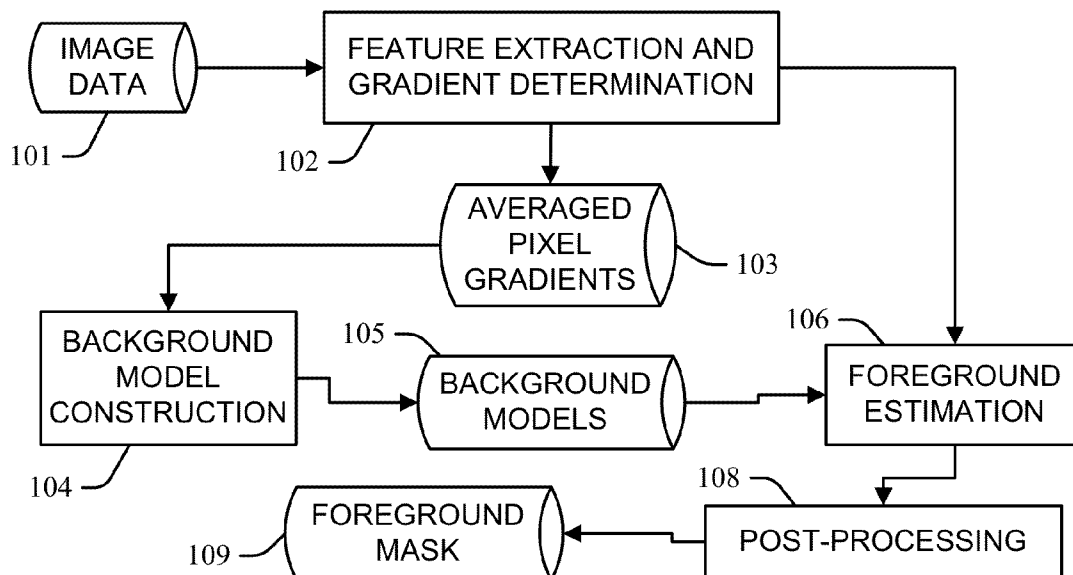 IMAGE
DATA
101
FEATURE EXTRACTION AND
GRADIENT DETERMINATION
102
AVERAGED
PIXEL
GRADIENTS
103
BACKGROUND
MODEL
CONSTRUCTION
104
105
BACKGROUND
MODELS
106
FOREGROUND
ESTIMATION
108
POST-PROCESSING
FOREGROUND
MASK
109